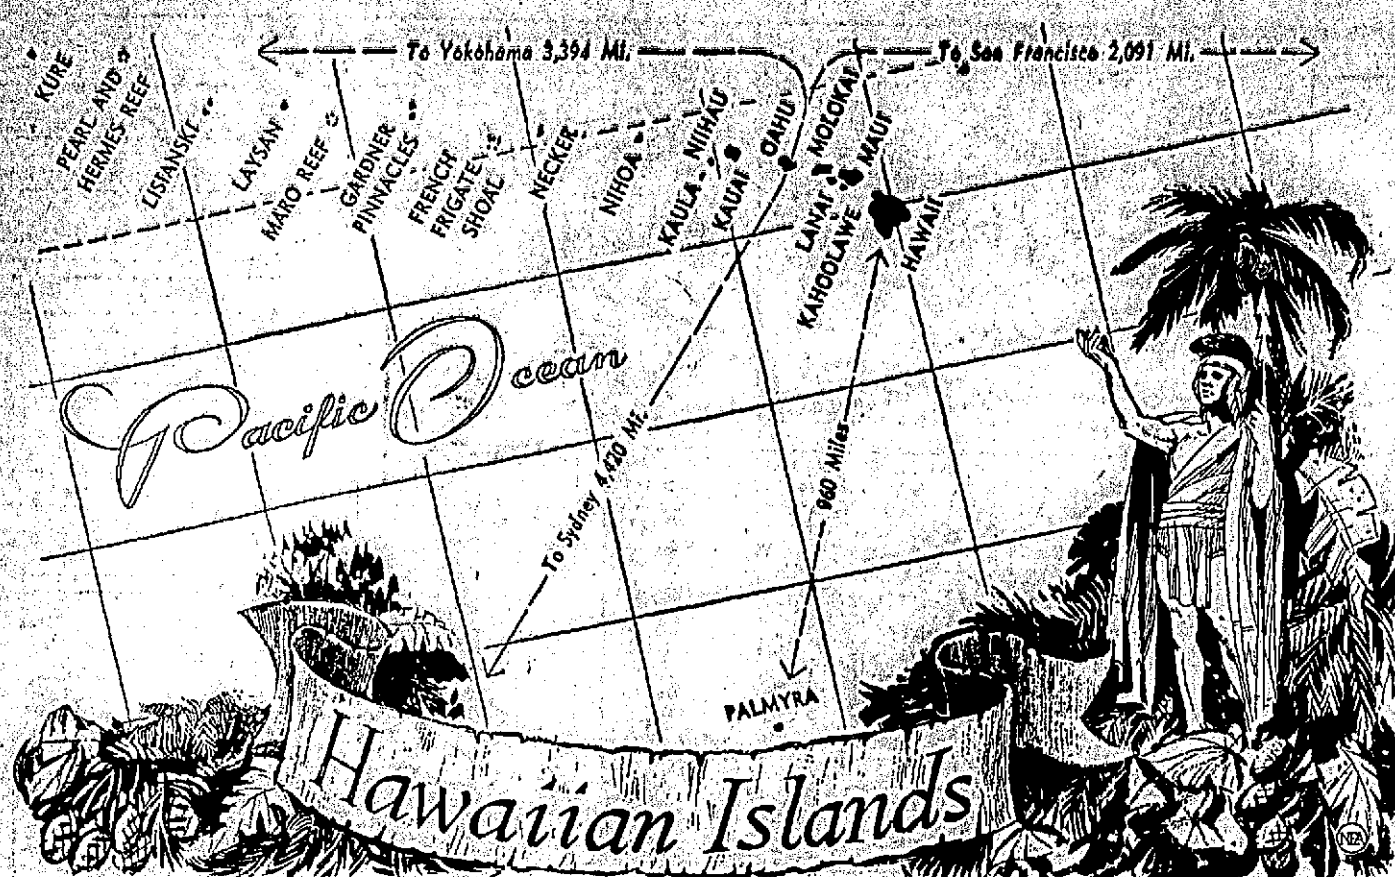 To Yokohama 3,394 Mi.
To San Francisco 2,091 Mi.
KURE
PEARL AND
HERMES REEF
LISIANSKI
LAYSAN
MARO REEF
GARDNER
PINNACLES
FRENCH
FRIGATE
SHOAL
NECKER
NIHOA
KAULA
NIIHAU
KAUAI
OAHU
MOLOKAI
LANAI
MAUI
KAHOOLAWE
HAWAII
Pacific Ocean
To Sydney 4,420 Mi.
960 Miles
PALMYRA
Hawaiian Islands
NEA